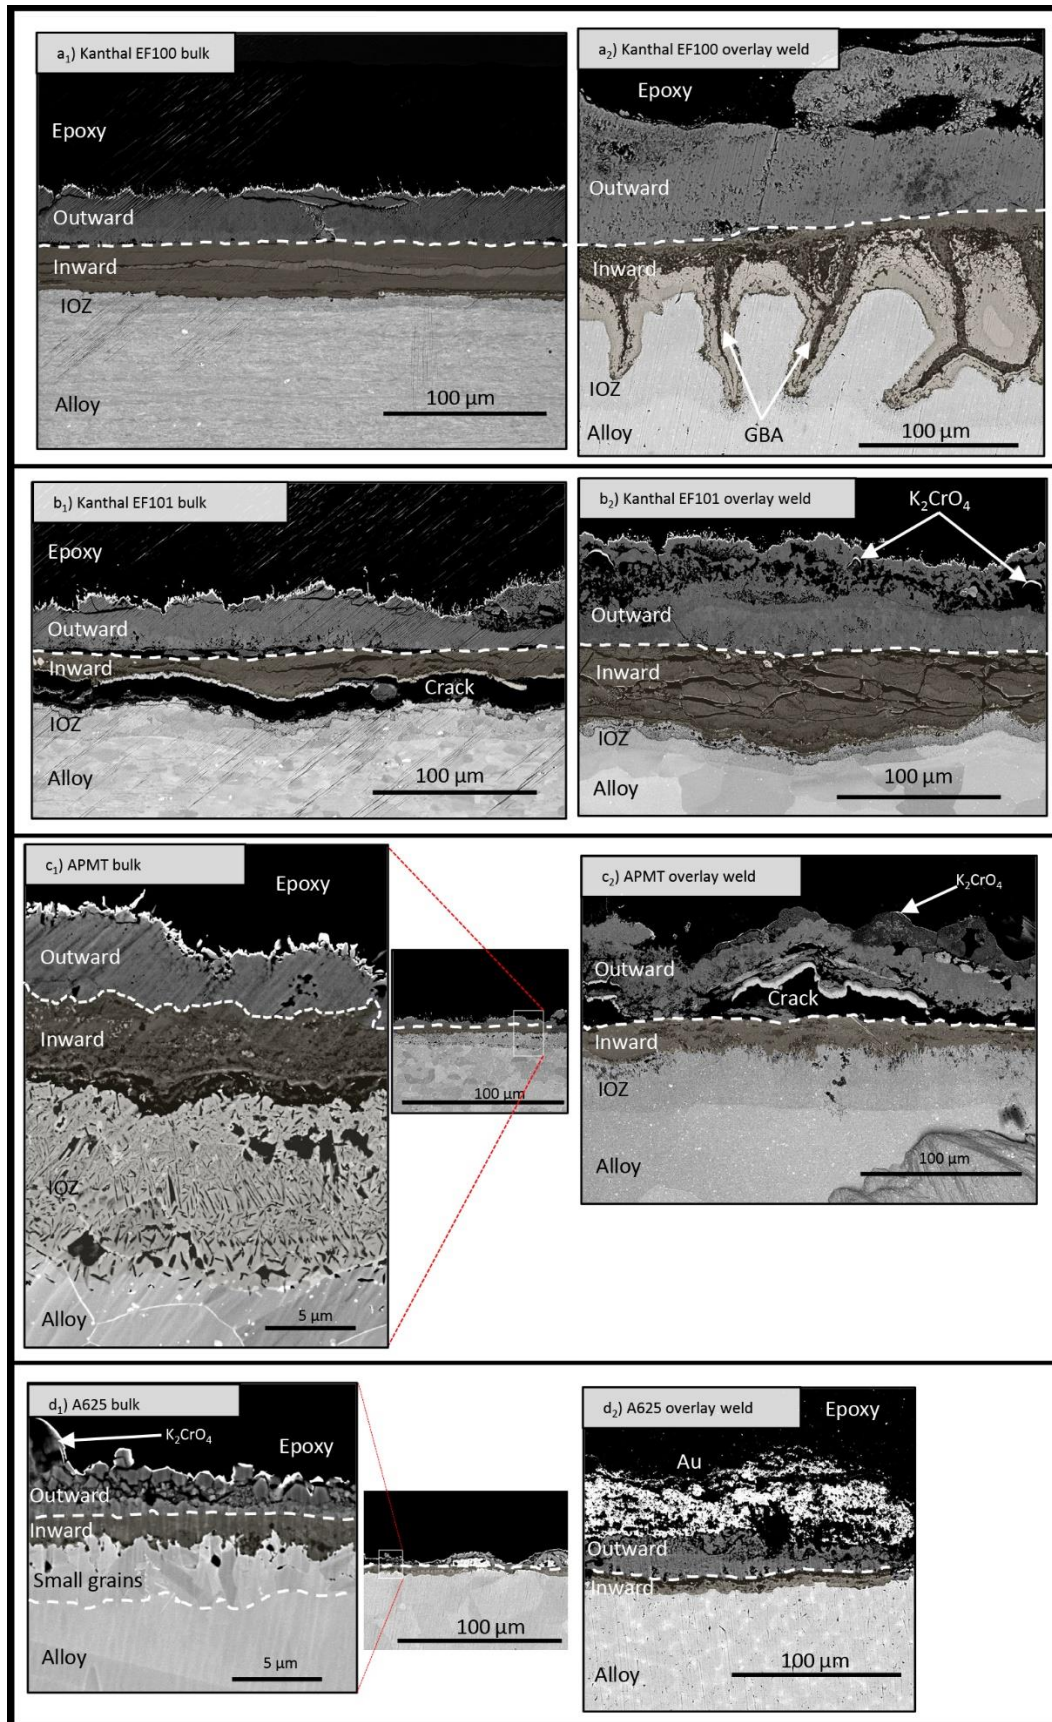 a₁) Kanthal EF100 bulk
Epoxy
Outward
Inward
IOZ
Alloy
100 µm
a₂) Kanthal EF100 overlay weld
Epoxy
Outward
Inward
IOZ
Alloy
GBA
100 µm
b₁) Kanthal EF101 bulk
Epoxy
Outward
Inward
Crack
IOZ
Alloy
100 µm
b₂) Kanthal EF101 overlay weld
K₂CrO₄
Outward
Inward
IOZ
Alloy
100 µm
c₁) APMT bulk
Epoxy
Outward
Inward
IOZ
Alloy
5 µm
100 µm
c₂) APMT overlay weld
K₂CrO₄
Outward
Crack
Inward
IOZ
Alloy
100 µm
d₁) A625 bulk
K₂CrO₄
Epoxy
Outward
Inward
Small grains
Alloy
5 µm
100 µm
d₂) A625 overlay weld
Epoxy
Au
Outward
Inward
Alloy
100 µm